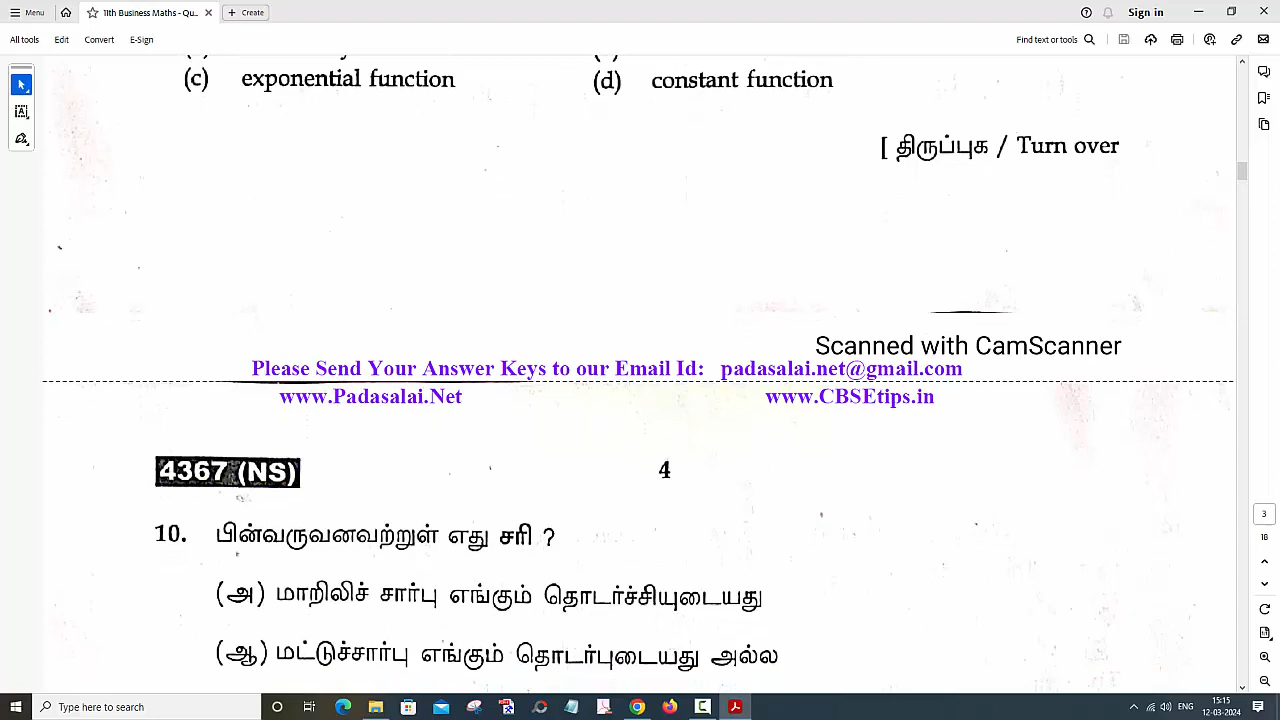 Menu
11th Business Maths - Qu...
Create
Sign in
All tools Edit Convert E-Sign
Find text or tools
(c) exponential function (d) constant function
[ திருப்புக / Turn over
Scanned with CamScanner
Please Send Your Answer Keys to our Email Id: padasalai.net@gmail.com
www.Padasalai.Net www.CBSEtips.in
4367 (NS) 4
10. பின்வருவனவற்றுள் எது சரி ?
(அ) மாறிலிச் சார்பு எங்கும் தொடர்ச்சியுடையது
(ஆ) மட்டுச்சார்பு எங்கும் தொடர்புடையது அல்ல
3
18
Type here to search
ENG
15:15
12-03-2024